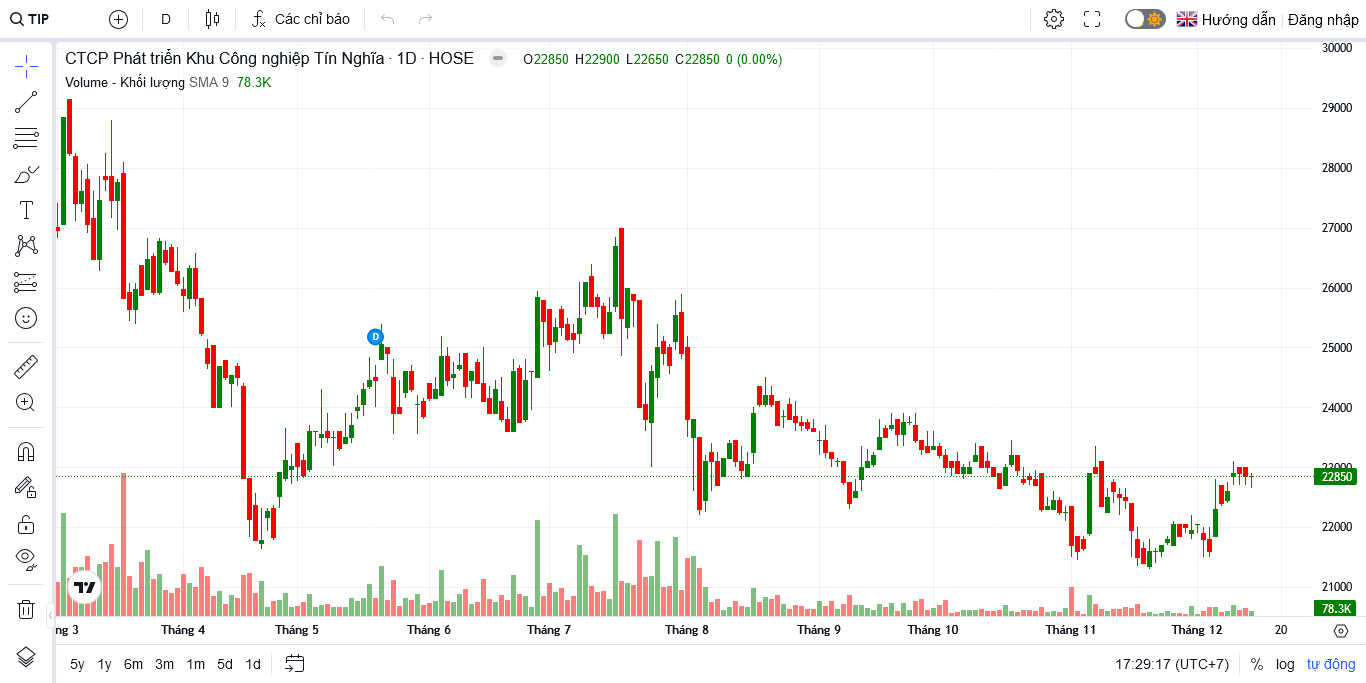 TIP D Các chỉ báo Hướng dẫn Đăng nhập
CTCP Phát triển Khu Công nghiệp Tín Nghĩa · 1D · HOSE O22850 H22900 L22650 C22850 0 (0.00%)
Volume - Khối lượng SMA 9 78.3K
30000
29000
28000
27000
26000
25000
24000
23000
22850
22000
21000
78.3K
D
ng 3 Tháng 4 Tháng 5 Tháng 6 Tháng 7 Tháng 8 Tháng 9 Tháng 10 Tháng 11 Tháng 12 20
5y 1y 6m 3m 1m 5d 1d 17:29:17 (UTC+7) % log tự động